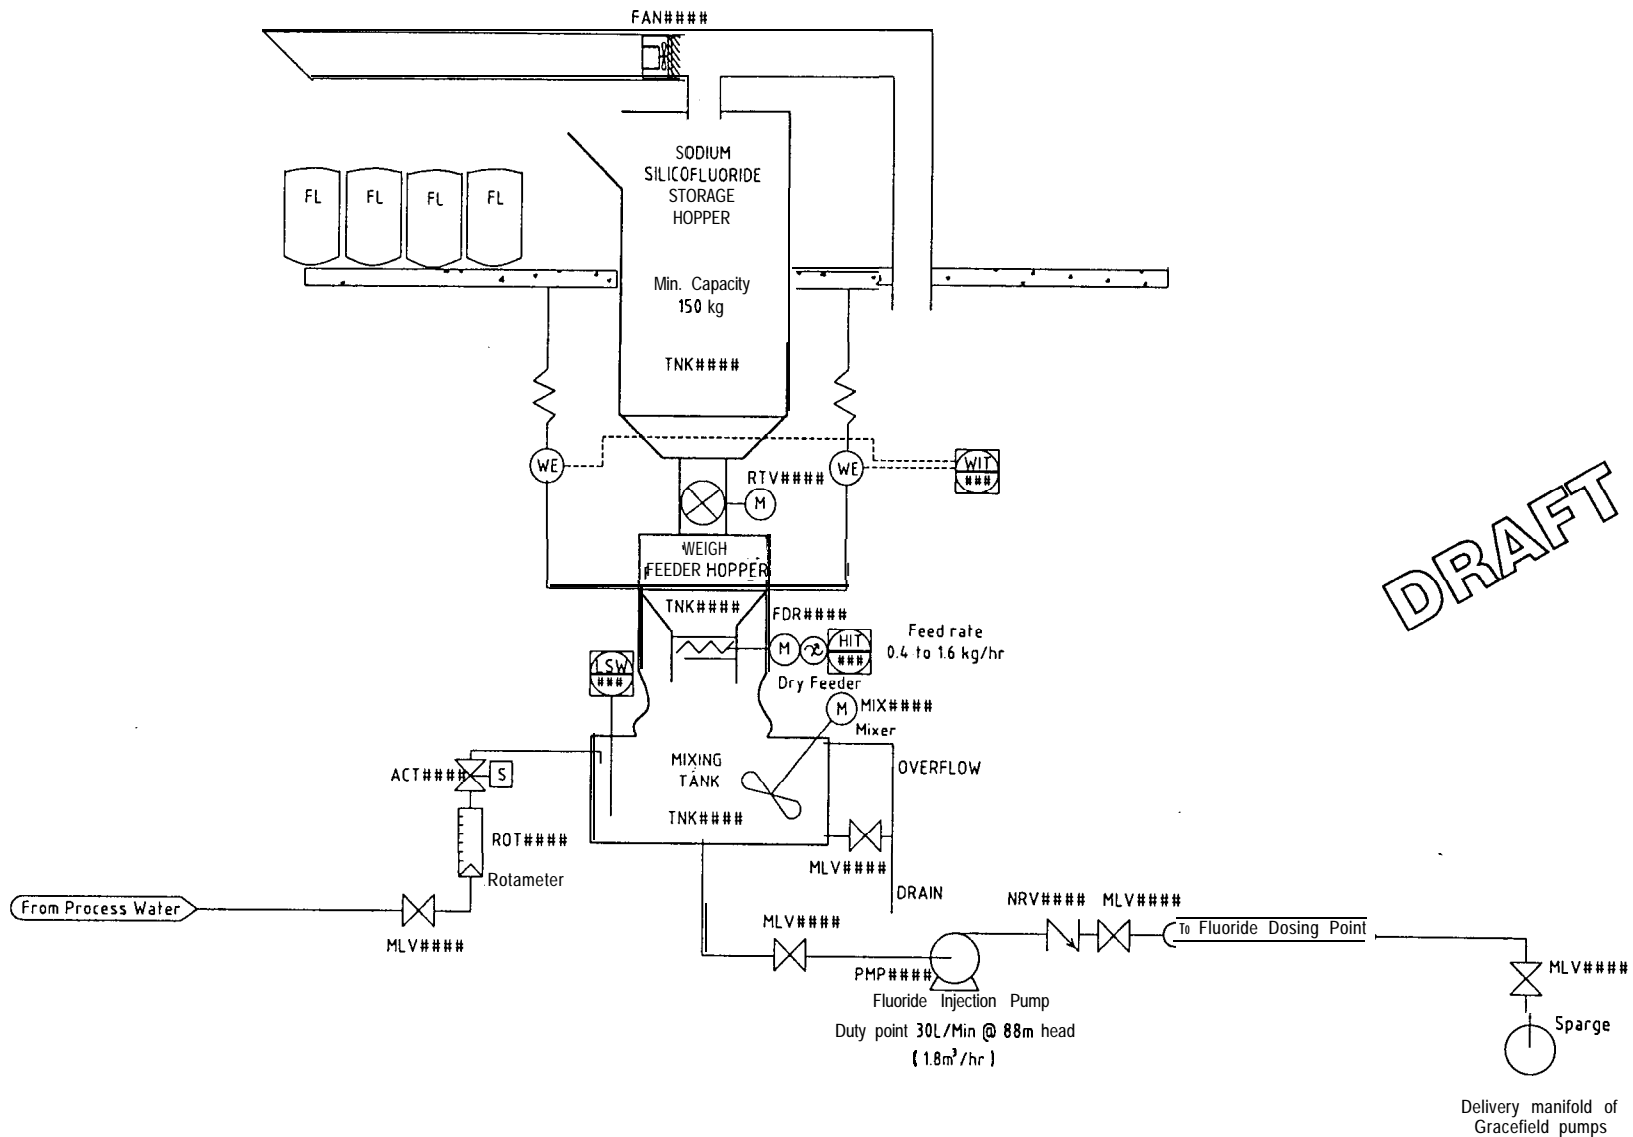 FAN####
SODIUM
SILICOFLUORIDE
STORAGE
HOPPER
FL
FL
FL
FL
Min. Capacity
150 kg
TNK####
WE
WE
WIT
###
RTV####
M
WEIGH
FEEDER HOPPER
TNK####
FDR####
M
HIT
###
Feed rate
0.4 to 1.6 kg/hr
LSW
###
Dry Feeder
M
MIX####
Mixer
MIXING
TANK
TNK####
OVERFLOW
ACT####
S
ROT####
Rotameter
MLV####
DRAIN
From Process Water
MLV####
MLV####
NRV####
MLV####
To Fluoride Dosing Point
PMP####
Fluoride Injection Pump
Duty point 30L/Min @ 88m head
(1.8m³/hr)
MLV####
Sparge
Delivery manifold of
Gracefield pumps
DRAFT